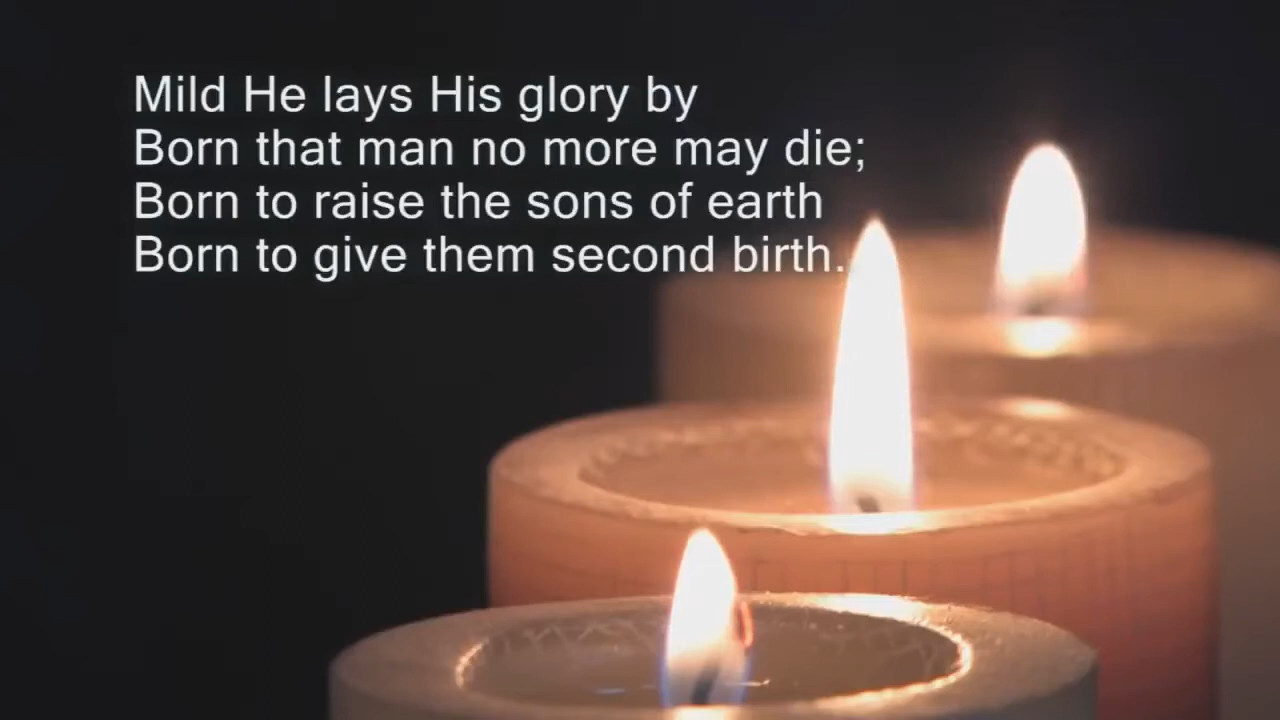 Mild He lays His glory by
Born that man no more may die;
Born to raise the sons of earth
Born to give them second birth.